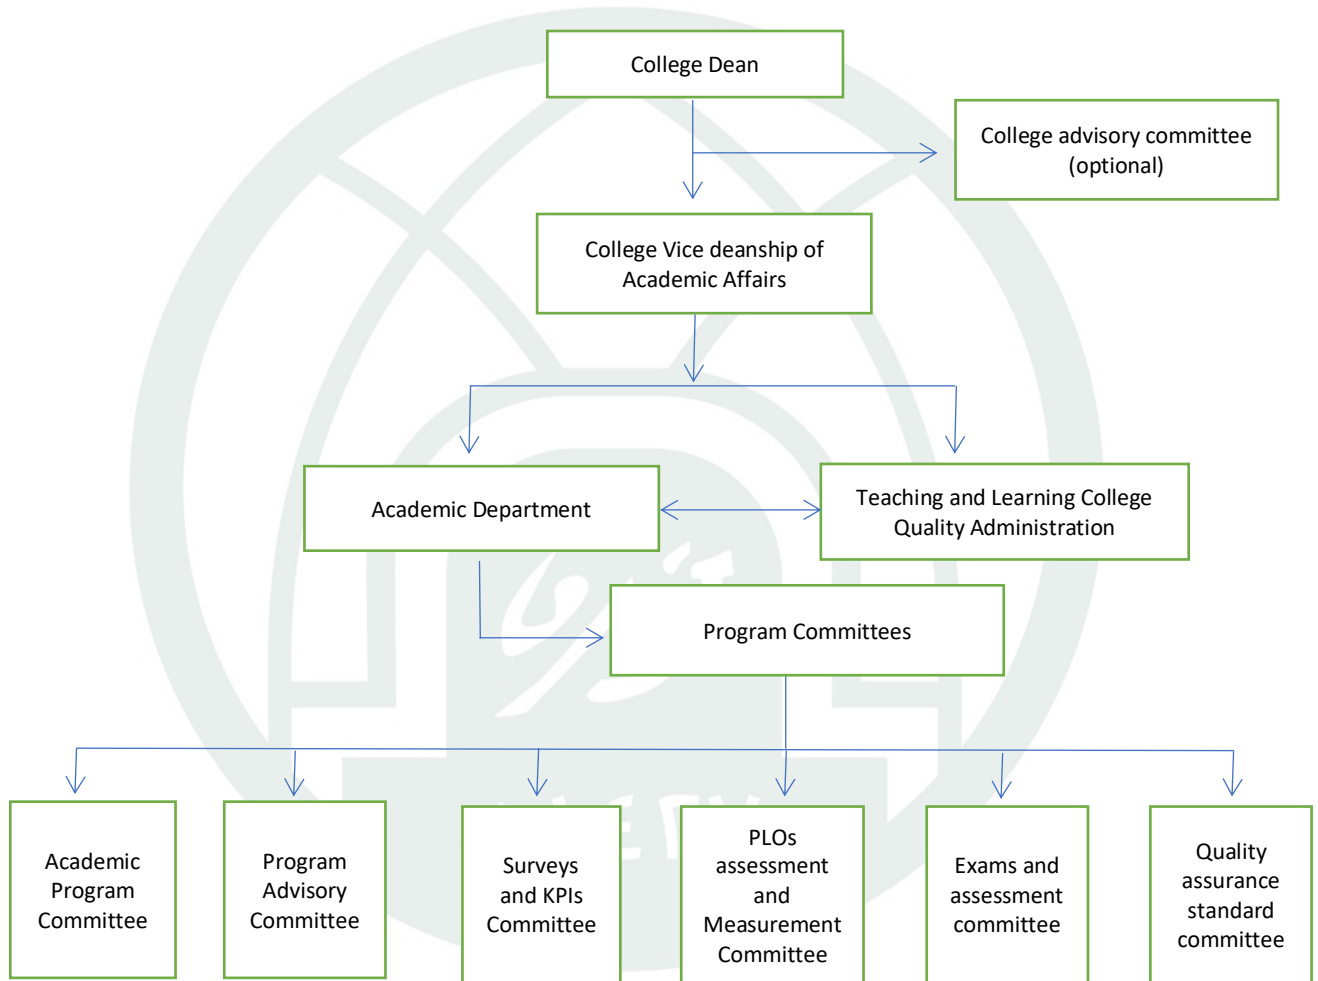 College Dean
College advisory committee
(optional)
College Vice deanship of
Academic Affairs
Academic Department
Teaching and Learning College
Quality Administration
Program Committees
Academic
Program
Committee
Program
Advisory
Committee
Surveys
and KPIs
Committee
PLOs
assessment
and
Measurement
Committee
Exams and
assessment
committee
Quality
assurance
standard
committee